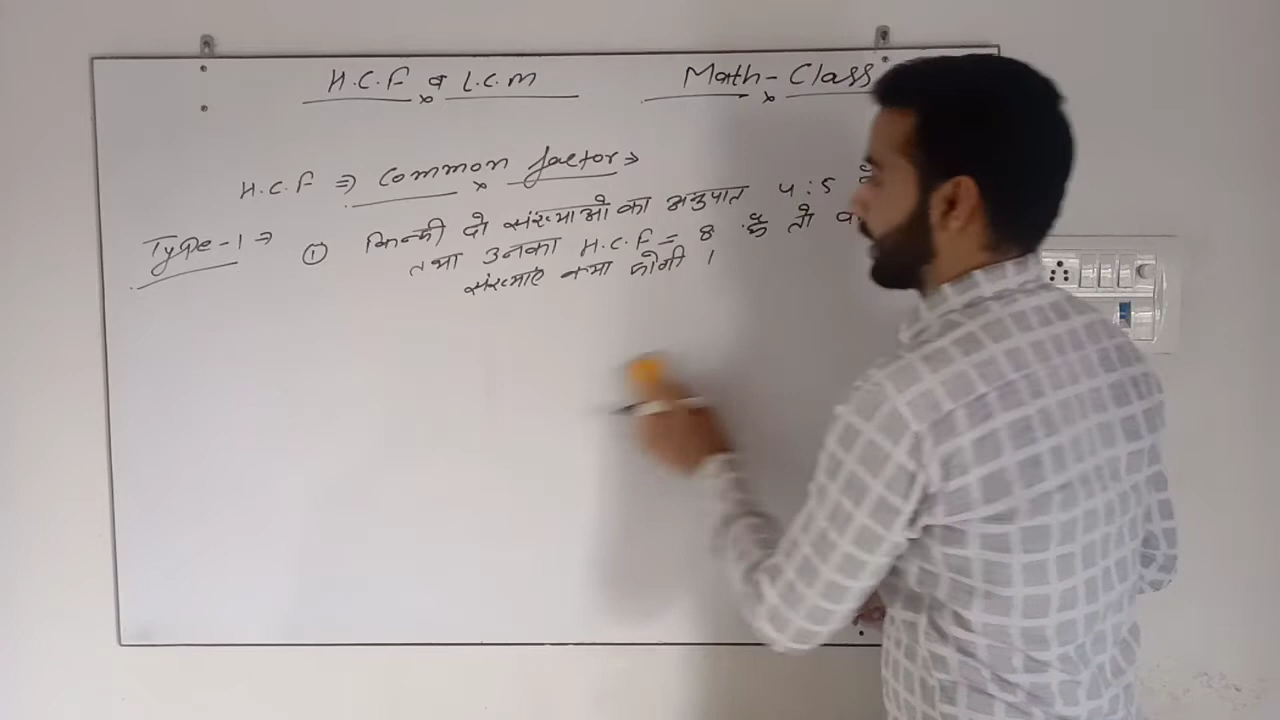 H.C.F व L.C.M
Math-Class
H.C.F ⇒ Common factor ⇒
Type-1 ⇒ ① किन्ही दो संख्याओ का अनुपात 4:5
तथा उनका H.C.F = 8 है तो
संख्याए क्या होगी ।